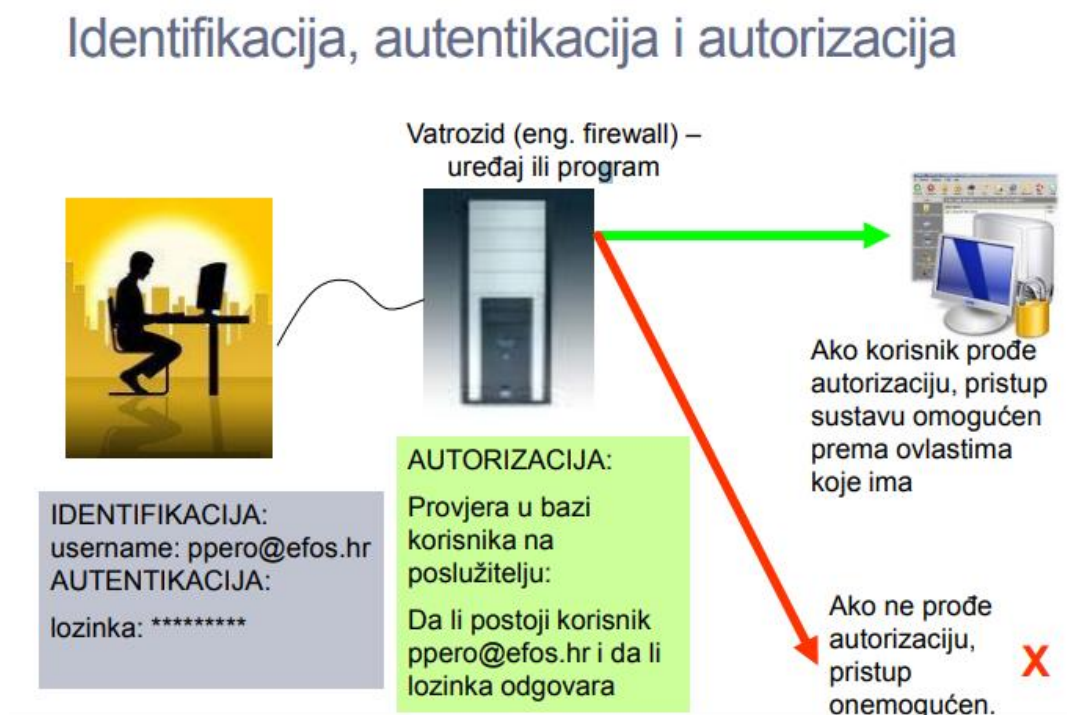 Identifikacija, autentikacija i autorizacija
Vatrozid (eng. firewall) –
uređaj ili program
IDENTIFIKACIJA:
username: ppero@efos.hr
AUTENTIKACIJA:
lozinka: *********
AUTORIZACIJA:
Provjera u bazi
korisnika na
poslužitelju:
Da li postoji korisnik
ppero@efos.hr i da li
lozinka odgovara
Ako korisnik prođe
autorizaciju, pristup
sustavu omogućen
prema ovlastima
koje ima
Ako ne prođe
autorizaciju,
pristup
onemogućen.
X